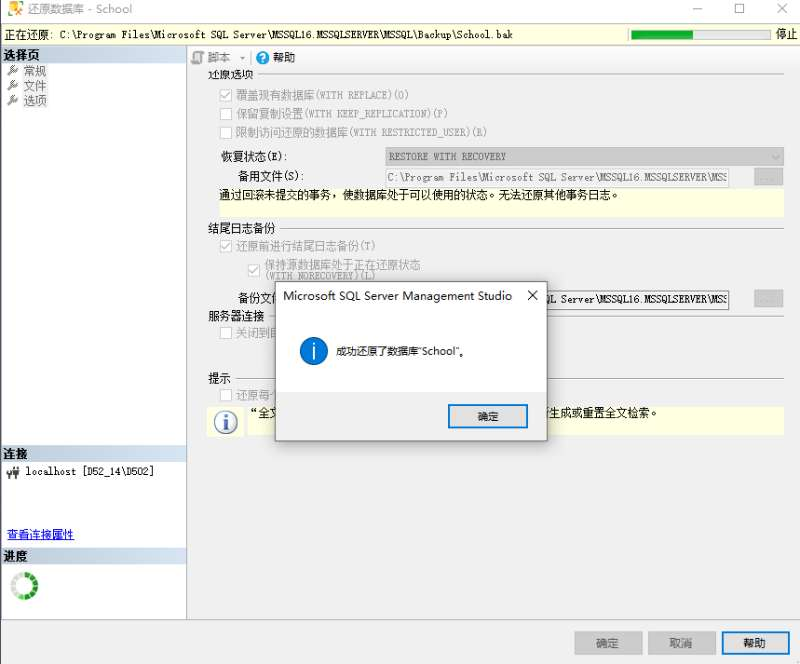 还原数据库 - School
正在还原: C:\Program Files\Microsoft SQL Server\MSSQL16.MSSQLSERVER\MSSQL\Backup\School.bak
停止
选择页
常规
文件
选项
脚本
帮助
还原选项
覆盖现有数据库(WITH REPLACE)(O)
保留复制设置(WITH KEEP_REPLICATION)(P)
限制访问还原的数据库(WITH RESTRICTED_USER)(R)
恢复状态(E):
RESTORE WITH RECOVERY
备用文件(S):
C:\Program Files\Microsoft SQL Server\MSSQL16.MSSQLSERVER\MSS
...
通过回滚未提交的事务，使数据库处于可以使用的状态。无法还原其他事务日志。
结尾日志备份
还原前进行结尾日志备份(T)
保持源数据库处于正在还原状态
(WITH NORECOVERY)(L)
备份文件
SQL Server\MSSQL16.MSSQLSERVER\MSS
...
服务器连接
关闭到
提示
还原每
“全文
生成或重置全文检索。
Microsoft SQL Server Management Studio
成功还原了数据库“School”。
确定
连接
localhost [D52_14\D502]
查看连接属性
进度
确定
取消
帮助